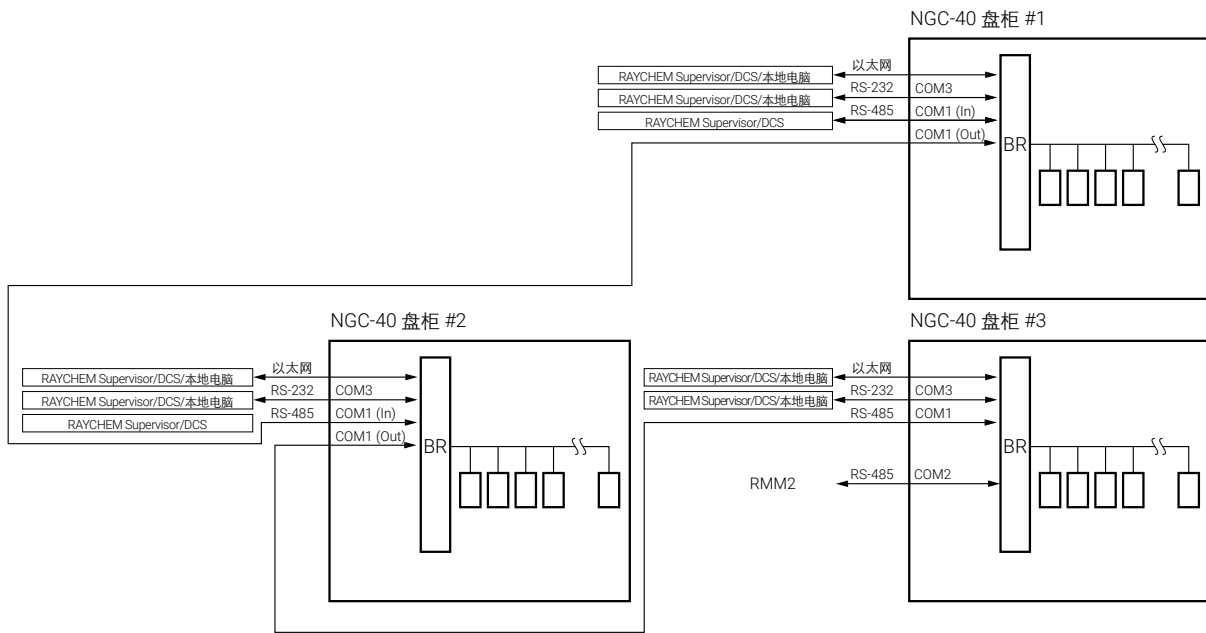 NGC-40 盘柜 #1
RAYCHEM Supervisor/DCS/本地电脑
以太网
RAYCHEM Supervisor/DCS/本地电脑
RS-232
COM3
RAYCHEM Supervisor/DCS
RS-485
COM1 (In)
COM1 (Out)
BR
NGC-40 盘柜 #2
RAYCHEM Supervisor/DCS/本地电脑
以太网
RAYCHEM Supervisor/DCS/本地电脑
RS-232
COM3
RAYCHEM Supervisor/DCS
RS-485
COM1 (In)
COM1 (Out)
BR
NGC-40 盘柜 #3
RAYCHEM Supervisor/DCS/本地电脑
以太网
RAYCHEM Supervisor/DCS/本地电脑
RS-232
COM3
RS-485
COM1
BR
RMM2
RS-485
COM2